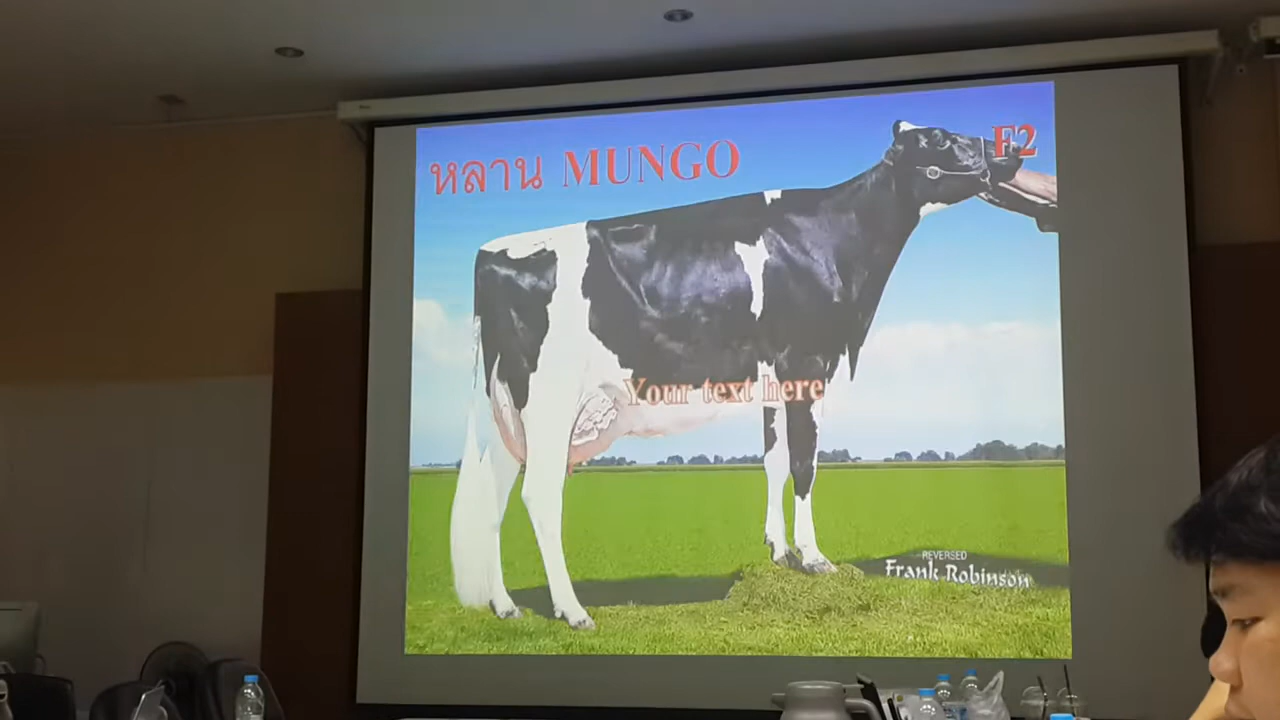 หลาน MUNGO
F2
Your text here
REVERSED
Frank Robinson